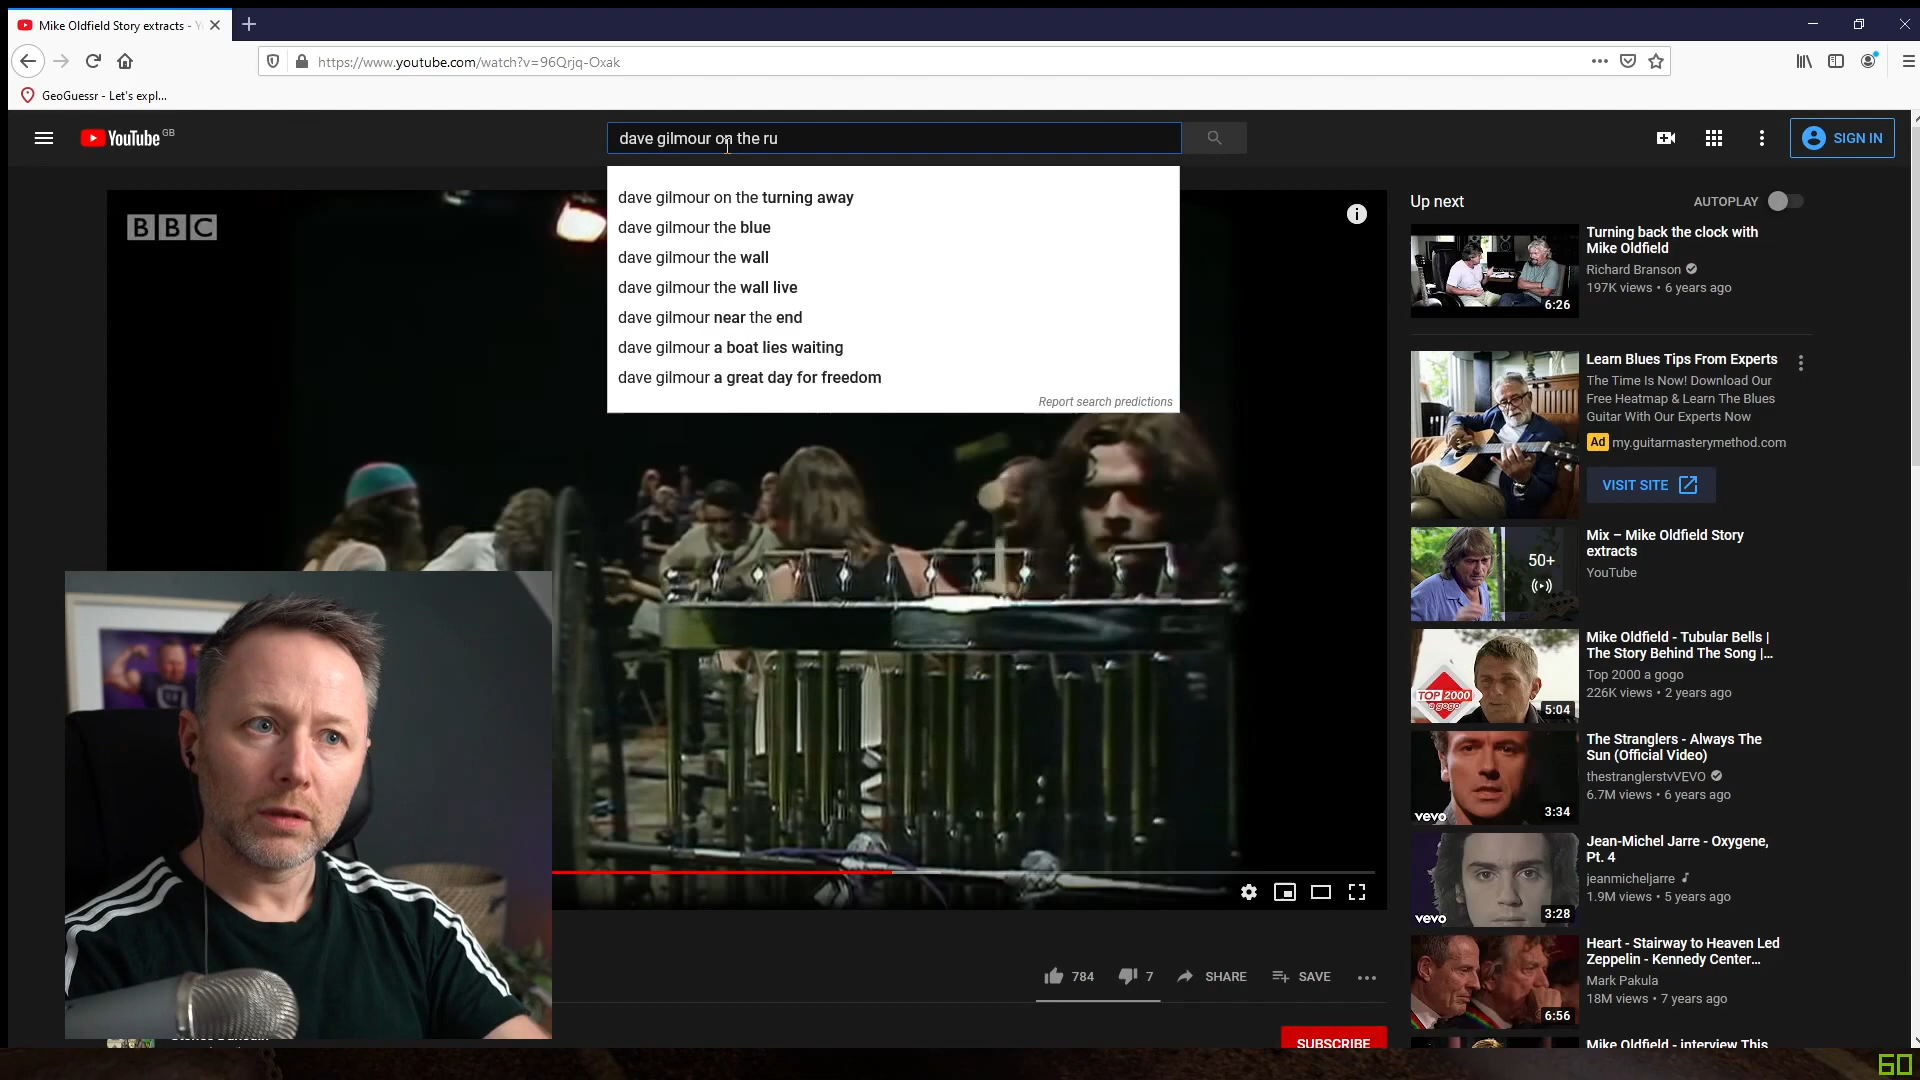 Mike Oldfield Story extracts - Y
https://www.youtube.com/watch?v=96Qrjq-Oxak
GeoGuessr - Let's expl...
YouTube GB
dave gilmour on the ru
SIGN IN
dave gilmour on the turning away
dave gilmour the blue
dave gilmour the wall
dave gilmour the wall live
dave gilmour near the end
dave gilmour a boat lies waiting
dave gilmour a great day for freedom
Report search predictions
BBC
784
7
SHARE
SAVE
SUBSCRIBE
Up next
AUTOPLAY
Turning back the clock with
Mike Oldfield
Richard Branson
197K views • 6 years ago
6:26
Learn Blues Tips From Experts
The Time Is Now! Download Our
Free Heatmap & Learn The Blues
Guitar With Our Experts Now
Ad my.guitarmasterymethod.com
VISIT SITE
Mix – Mike Oldfield Story
extracts
YouTube
50+
Mike Oldfield - Tubular Bells |
The Story Behind The Song |...
Top 2000 a gogo
226K views • 2 years ago
TOP 2000
a gogo
5:04
The Stranglers - Always The
Sun (Official Video)
thestranglerstvVEVO
6.7M views • 6 years ago
vevo
3:34
Jean-Michel Jarre - Oxygene,
Pt. 4
jeanmicheljarre
1.9M views • 5 years ago
vevo
3:28
Heart - Stairway to Heaven Led
Zeppelin - Kennedy Center...
Mark Pakula
18M views • 7 years ago
6:56
Mike Oldfield - interview This
60